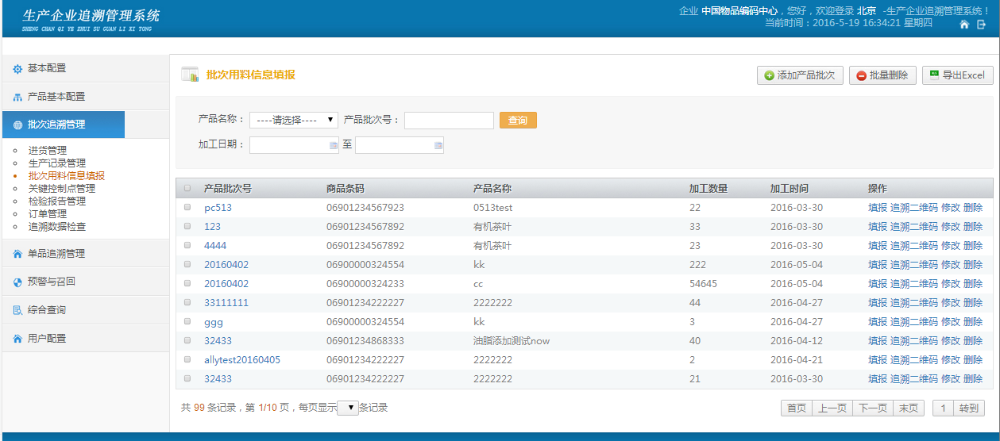 生产企业追溯管理系统
SHENG CHAN QI YE ZHUI SU GUAN LI XI TONG
企业 中国物品编码中心，您好，欢迎登录 北京 -生产企业追溯管理系统！
当前时间：2016-5-19 16:34:21 星期四
基本配置
产品基本配置
批次追溯管理
进货管理
生产记录管理
批次用料信息填报
关键控制点管理
检验报告管理
订单管理
追溯数据检查
单品追溯管理
预警与召回
综合查询
用户配置
批次用料信息填报
添加产品批次 批量删除 导出Excel
产品名称： ----请选择---- 产品批次号： 查询
加工日期： 至
产品批次号 商品条码 产品名称 加工数量 加工时间 操作
pc513 06901234567923 0513test 22 2016-03-30 填报 追溯二维码 修改 删除
123 06901234567892 有机茶叶 33 2016-03-30 填报 追溯二维码 修改 删除
4444 06901234567892 有机茶叶 23 2016-03-30 填报 追溯二维码 修改 删除
20160402 06900000324554 kk 222 2016-05-04 填报 追溯二维码 修改 删除
20160402 06900000324233 cc 54645 2016-05-04 填报 追溯二维码 修改 删除
33111111 06901234222227 2222222 44 2016-04-27 填报 追溯二维码 修改 删除
ggg 06900000324554 kk 3 2016-04-27 填报 追溯二维码 修改 删除
32433 06901234868333 油脂添加测试now 40 2016-04-12 填报 追溯二维码 修改 删除
allytest20160405 06901234222227 2222222 2 2016-04-21 填报 追溯二维码 修改 删除
32433 06901234222227 2222222 21 2016-03-30 填报 追溯二维码 修改 删除
共 99 条记录，第 1/10 页，每页显示 条记录 首页 上一页 下一页 末页 1 转到